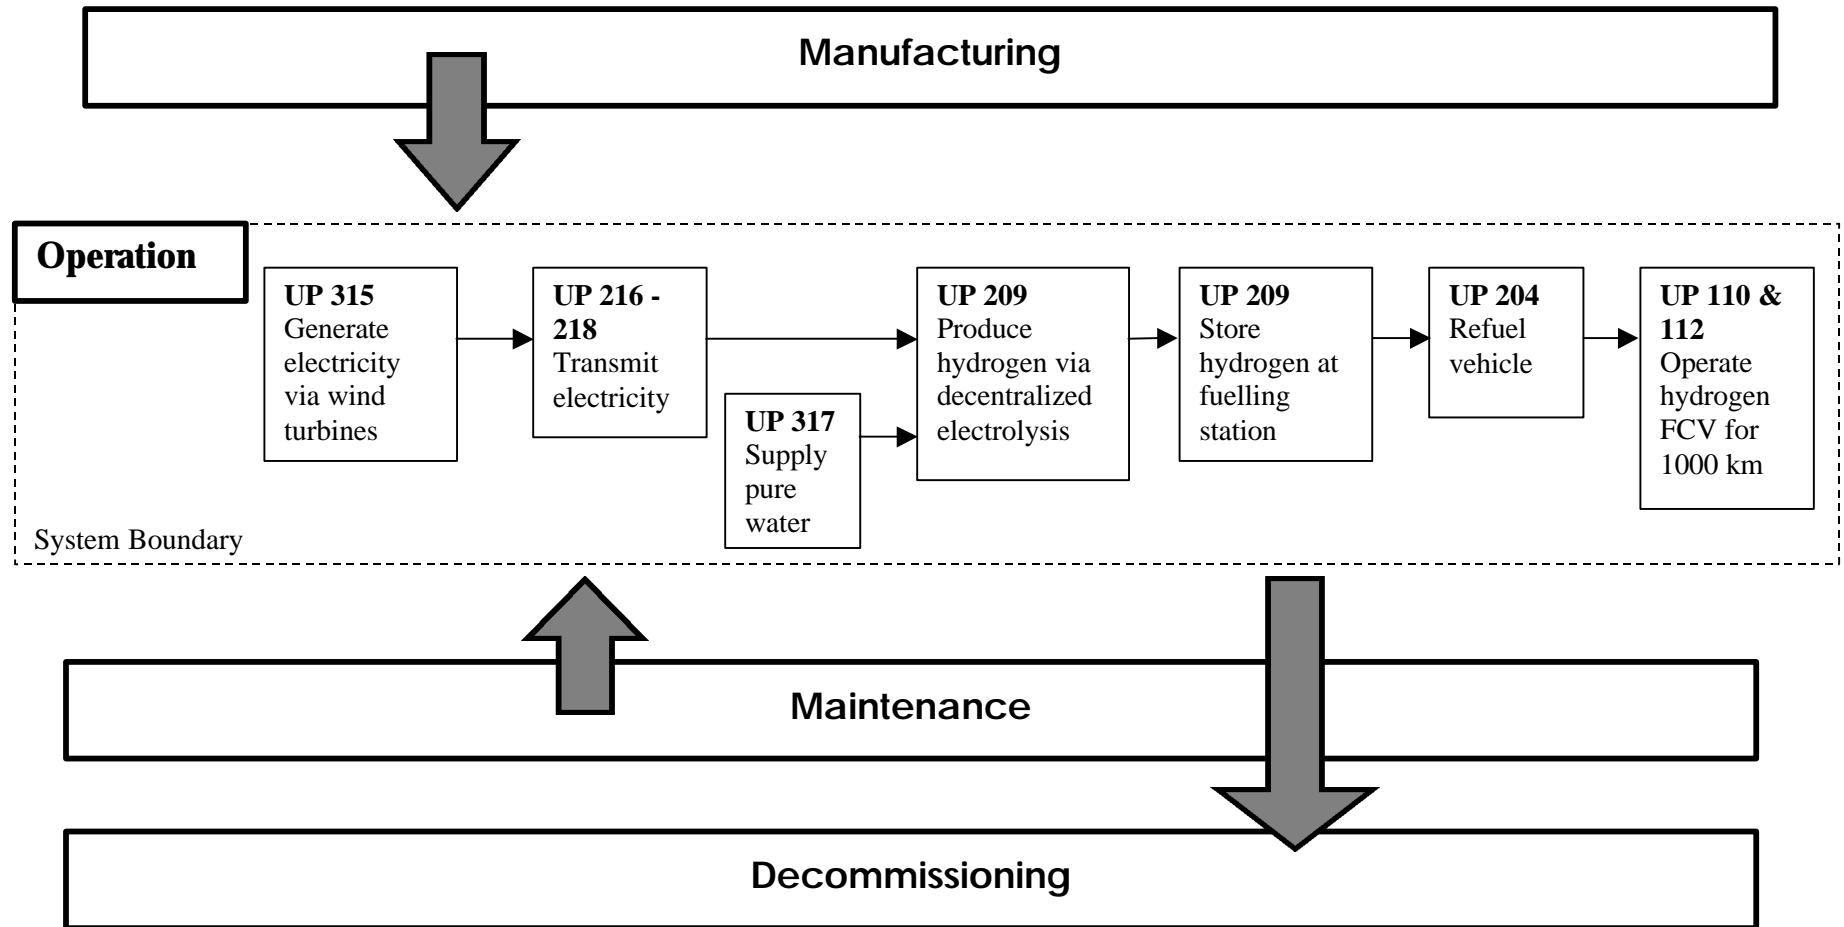 Manufacturing
Operation
UP 315
Generate
electricity
via wind
turbines
UP 216 -
218
Transmit
electricity
UP 317
Supply
pure
water
UP 209
Produce
hydrogen via
decentralized
electrolysis
UP 209
Store
hydrogen at
fuelling
station
UP 204
Refuel
vehicle
UP 110 &
112
Operate
hydrogen
FCV for
1000 km
System Boundary
Maintenance
Decommissioning